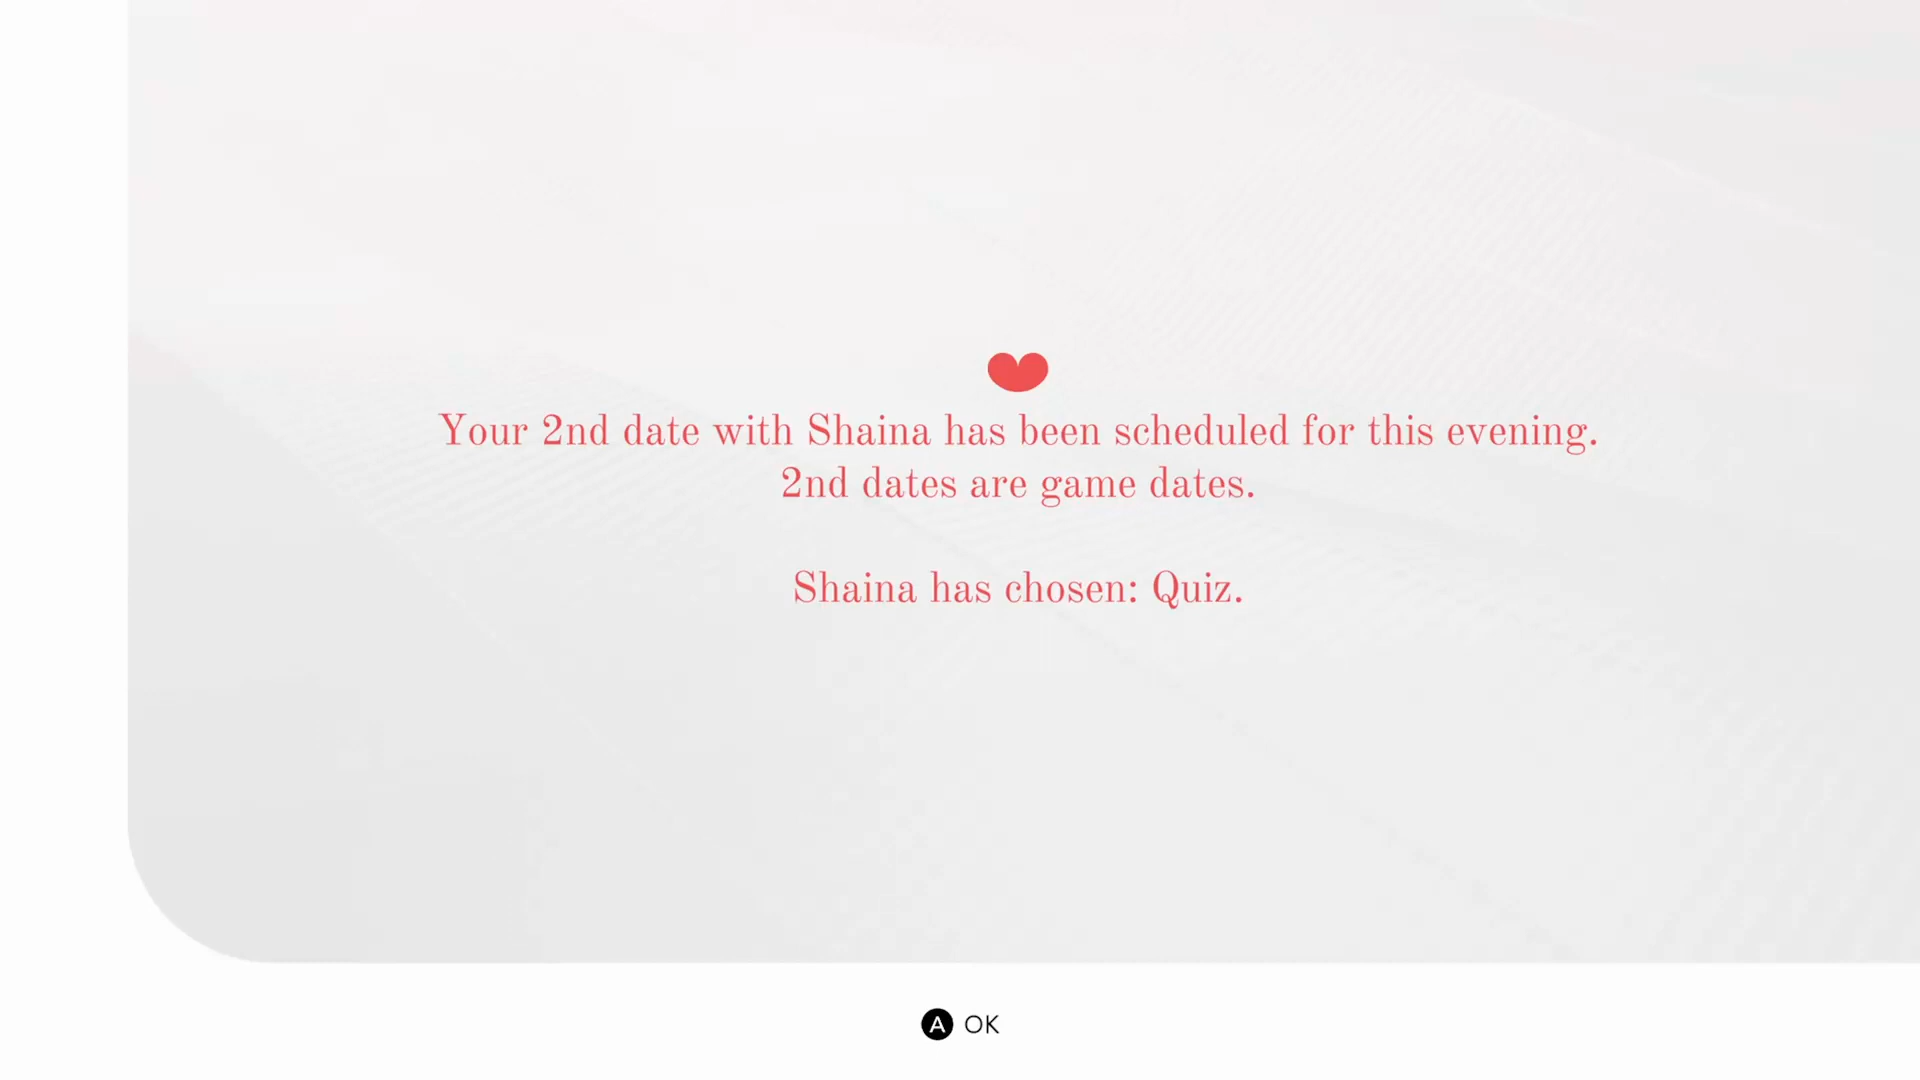 Your 2nd date with Shaina has been scheduled for this evening.
2nd dates are game dates.
Shaina has chosen: Quiz.
A OK